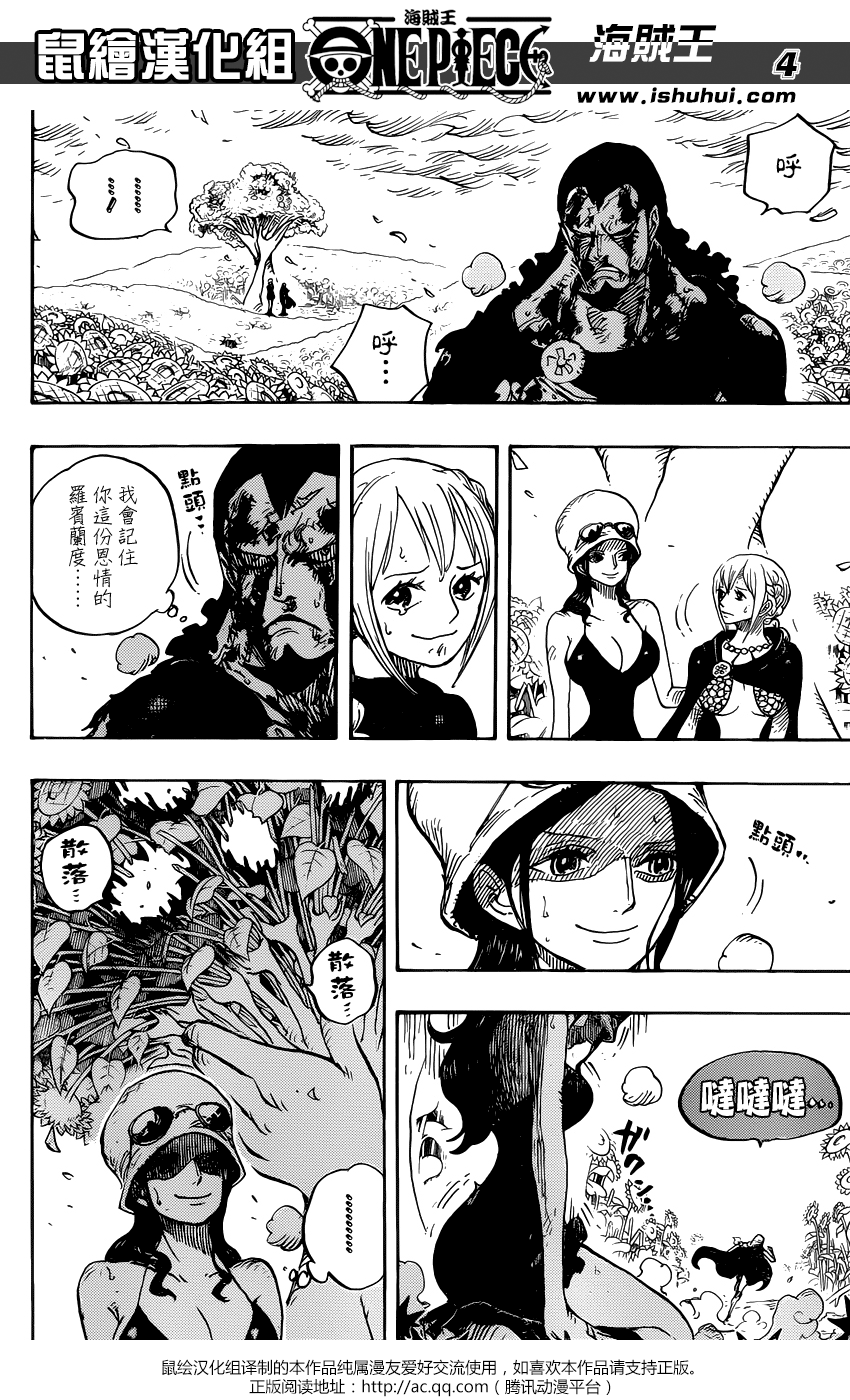 鼠繪漢化組
海賊王
ONE PIECE
海賊王
4
www.ishuhui.com
呼
呼…
……！
點頭…
我會記住
你這份恩情的
羅賓蘭度……
點頭…
散落…
散落…
………
噠噠噠…
ガクン…
鼠绘汉化组译制的本作品纯属漫友爱好交流使用，如喜欢本作品请支持正版。
正版阅读地址：http://ac.qq.com（腾讯动漫平台）